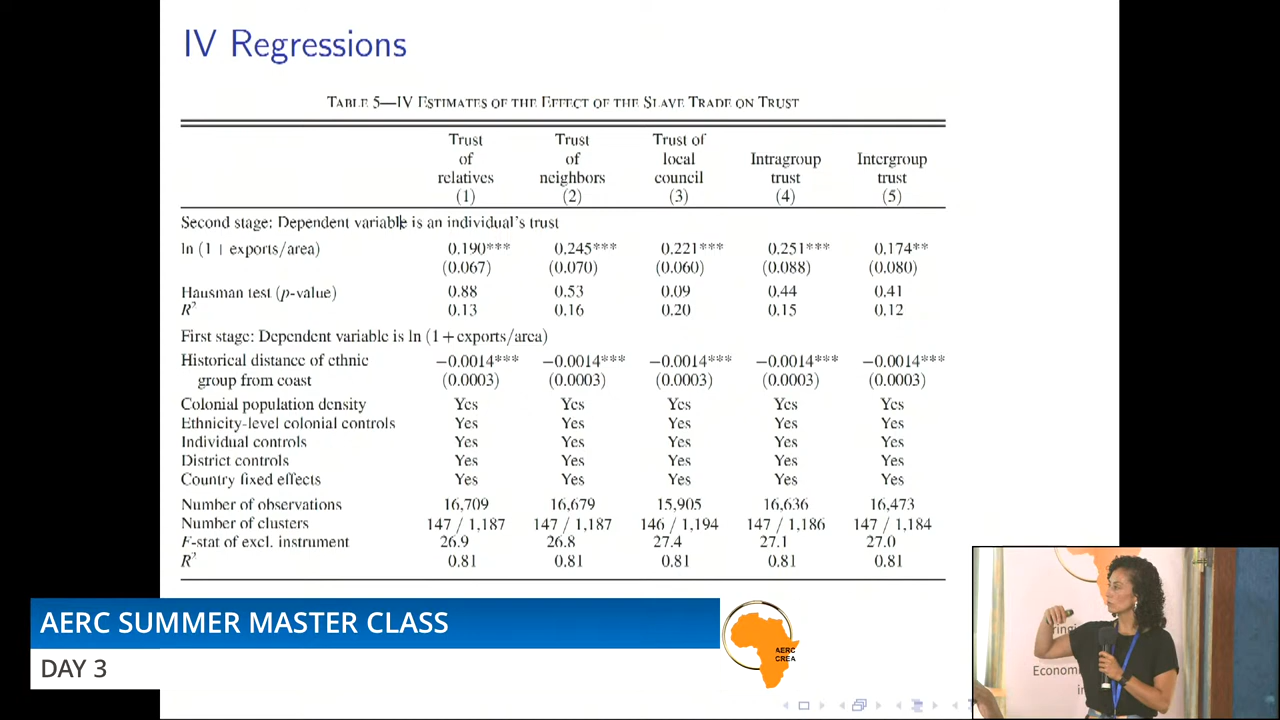 IV Regressions
TABLE 5—IV ESTIMATES OF THE EFFECT OF THE SLAVE TRADE ON TRUST
Trust of relatives (1) Trust of neighbors (2) Trust of local council (3) Intragroup trust (4) Intergroup trust (5)
Second stage: Dependent variable is an individual's trust
ln (1 + exports/area) 0.190*** 0.245*** 0.221*** 0.251*** 0.174**
(0.067) (0.070) (0.060) (0.088) (0.080)
Hausman test (p-value) 0.88 0.53 0.09 0.44 0.41
R² 0.13 0.16 0.20 0.15 0.12
First stage: Dependent variable is ln (1+exports/area)
Historical distance of ethnic group from coast −0.0014*** −0.0014*** −0.0014*** −0.0014*** −0.0014***
(0.0003) (0.0003) (0.0003) (0.0003) (0.0003)
Colonial population density Yes Yes Yes Yes Yes
Ethnicity-level colonial controls Yes Yes Yes Yes Yes
Individual controls Yes Yes Yes Yes Yes
District controls Yes Yes Yes Yes Yes
Country fixed effects Yes Yes Yes Yes Yes
Number of observations 16,709 16,679 15,905 16,636 16,473
Number of clusters 147 / 1,187 147 / 1,187 146 / 1,194 147 / 1,186 147 / 1,184
F-stat of excl. instrument 26.9 26.8 27.4 27.1 27.0
R² 0.81 0.81 0.81 0.81 0.81
AERC SUMMER MASTER CLASS
DAY 3
AERC
CREA